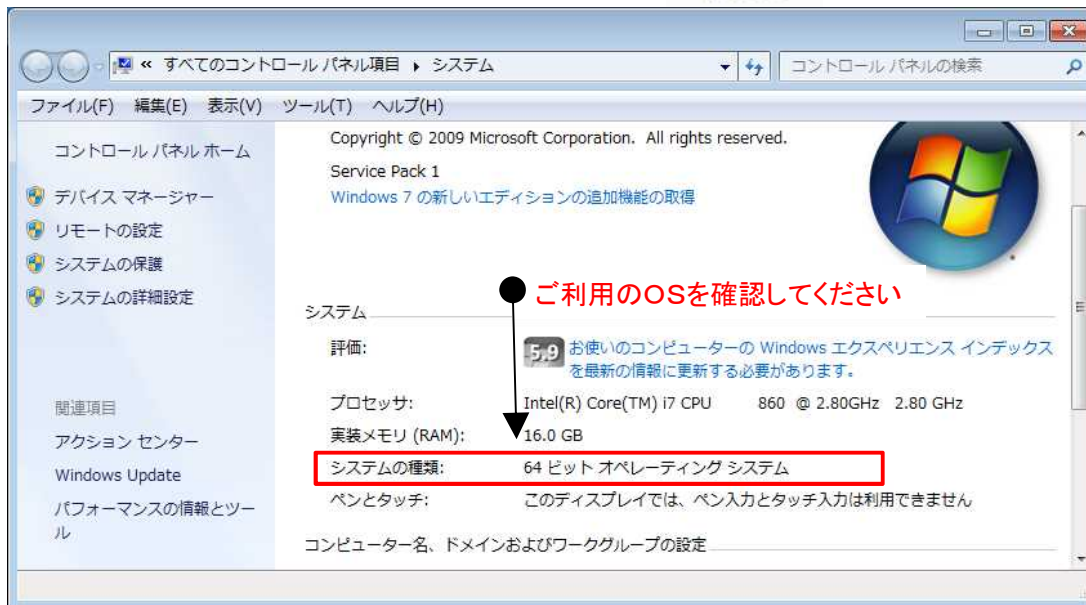 « すべてのコントロール パネル項目 ▸ システム
コントロール パネルの検索
ファイル(F) 編集(E) 表示(V) ツール(T) ヘルプ(H)
コントロール パネル ホーム
デバイス マネージャー
リモートの設定
システムの保護
システムの詳細設定
関連項目
アクション センター
Windows Update
パフォーマンスの情報とツー
ル
Copyright © 2009 Microsoft Corporation. All rights reserved.
Service Pack 1
Windows 7 の新しいエディションの追加機能の取得
ご利用のOSを確認してください
システム
評価:
5.9 お使いのコンピューターの Windows エクスペリエンス インデックス
を最新の情報に更新する必要があります。
プロセッサ: Intel(R) Core(TM) i7 CPU 860 @ 2.80GHz 2.80 GHz
実装メモリ (RAM): 16.0 GB
システムの種類: 64 ビット オペレーティング システム
ペンとタッチ: このディスプレイでは、ペン入力とタッチ入力は利用できません
コンピューター名、ドメインおよびワークグループの設定